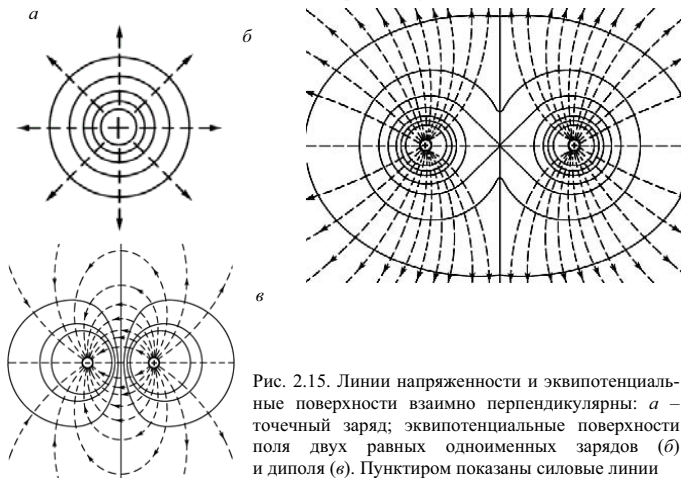 а
б
в
Рис. 2.15. Линии напряженности и эквипотенциаль-
ные поверхности взаимно перпендикулярны: а –
точечный заряд; эквипотенциальные поверхности
поля двух равных одноименных зарядов (б)
и диполя (в). Пунктиром показаны силовые линии